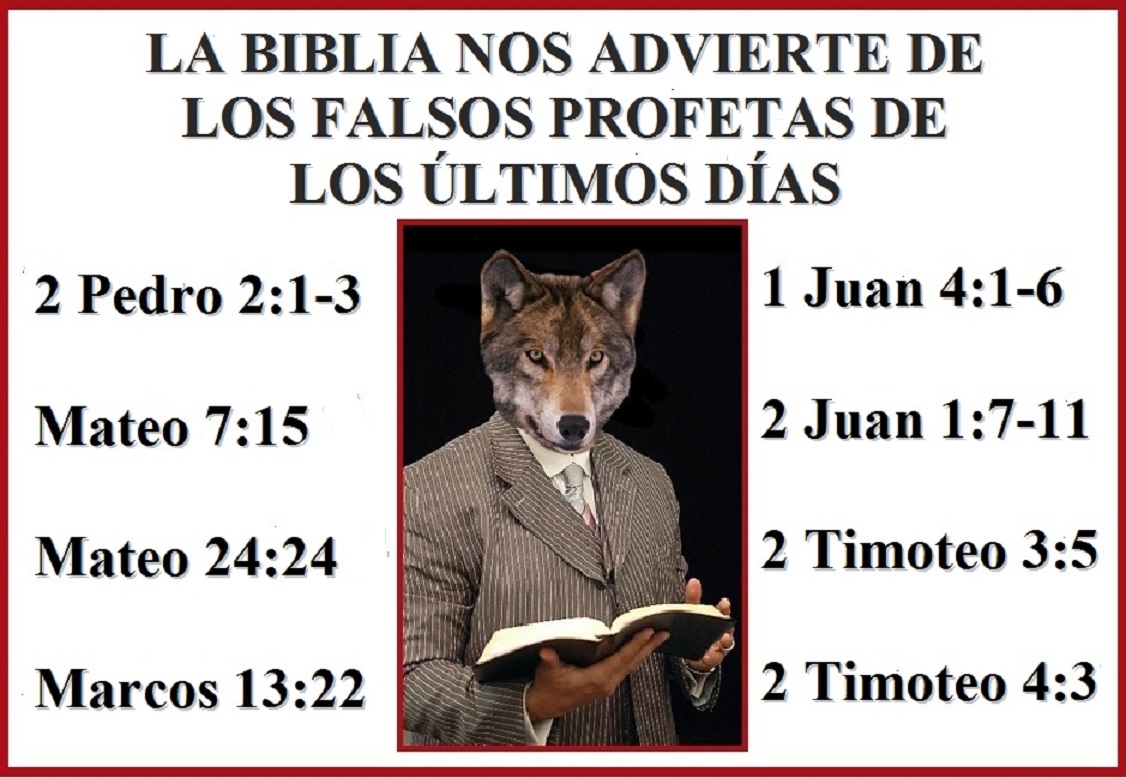 LA BIBLIA NOS ADVIERTE DE
LOS FALSOS PROFETAS DE
LOS ÚLTIMOS DÍAS
2 Pedro 2:1-3
Mateo 7:15
Mateo 24:24
Marcos 13:22
1 Juan 4:1-6
2 Juan 1:7-11
2 Timoteo 3:5
2 Timoteo 4:3